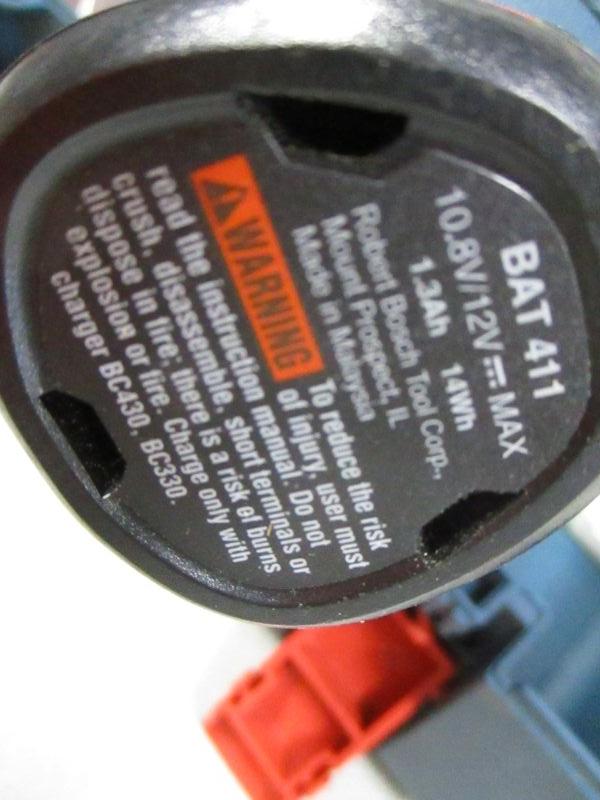 BAT 411
10.8V/12V⎓MAX
1.3Ah 14Wh
Robert Bosch Tool Corp.,
Mount Prospect, IL
Made in Malaysia
⚠WARNING To reduce the risk
of injury, user must
read the instruction manual. Do not
crush, disassemble, short terminals or
dispose in fire; there is a risk of burns
explosion or fire. Charge only with
charger BC430, BC330.